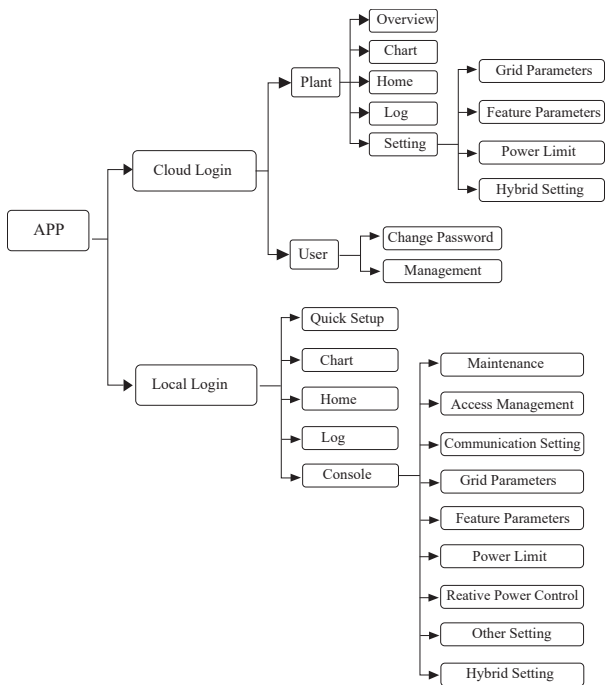 Overview
Chart
Plant
Home
Grid Parameters
Log
Feature Parameters
Setting
Power Limit
Cloud Login
Hybrid Setting
APP
User
Change Password
Management
Quick Setup
Chart
Maintenance
Local Login
Home
Access Management
Log
Communication Setting
Console
Grid Parameters
Feature Parameters
Power Limit
Reative Power Control
Other Setting
Hybrid Setting